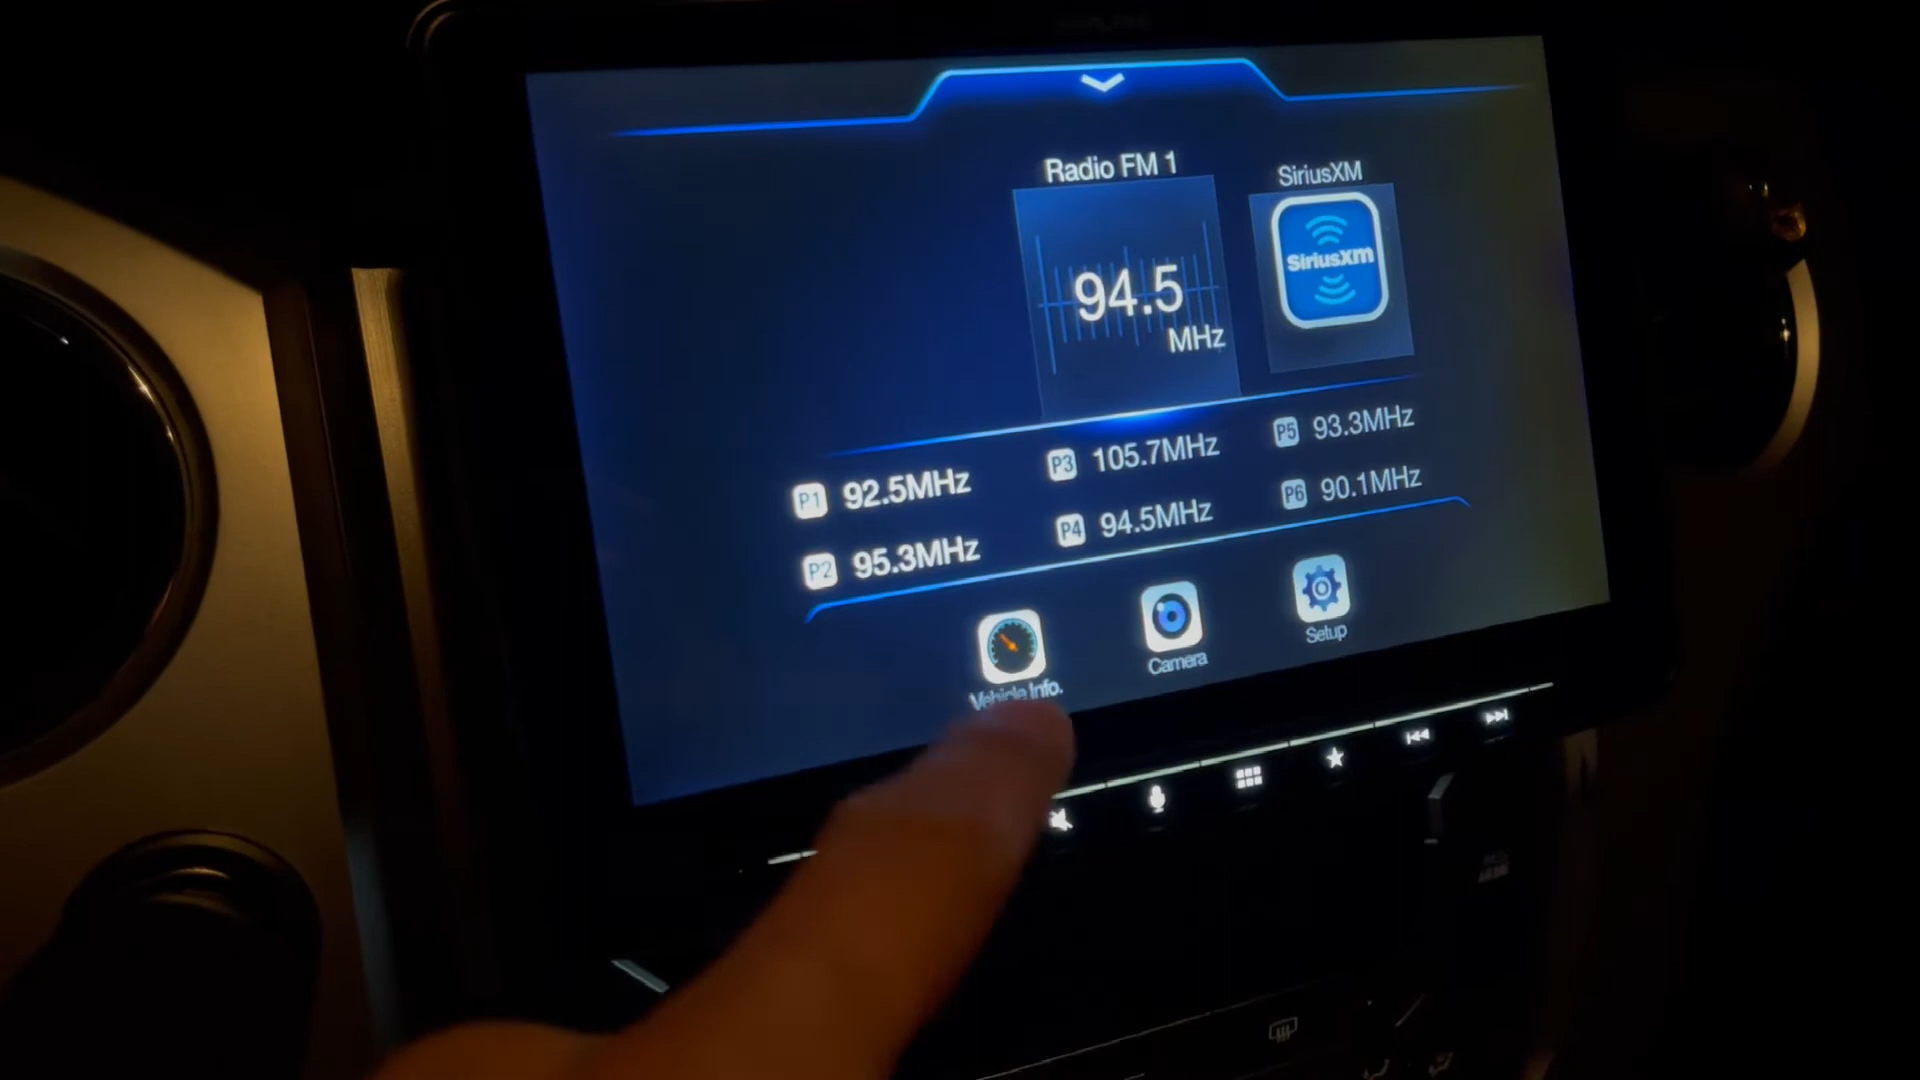 Radio FM 1
SiriusXM
94.5
MHz
SiriusXm
P1 92.5MHz
P2 95.3MHz
P3 105.7MHz
P4 94.5MHz
P5 93.3MHz
P6 90.1MHz
Vehicle Info.
Camera
Setup